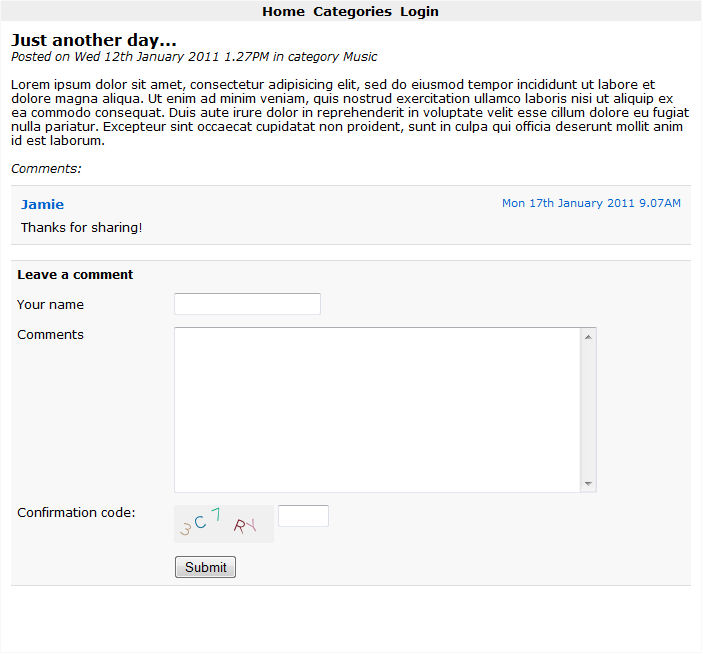 Home Categories Login
Just another day...
Posted on Wed 12th January 2011 1.27PM in category Music
Lorem ipsum dolor sit amet, consectetur adipisicing elit, sed do eiusmod tempor incididunt ut labore et
dolore magna aliqua. Ut enim ad minim veniam, quis nostrud exercitation ullamco laboris nisi ut aliquip ex
ea commodo consequat. Duis aute irure dolor in reprehenderit in voluptate velit esse cillum dolore eu fugiat
nulla pariatur. Excepteur sint occaecat cupidatat non proident, sunt in culpa qui officia deserunt mollit anim
id est laborum.
Comments:
Jamie Mon 17th January 2011 9.07AM
Thanks for sharing!
Leave a comment
Your name
Comments
Confirmation code: 3C7RY
Submit